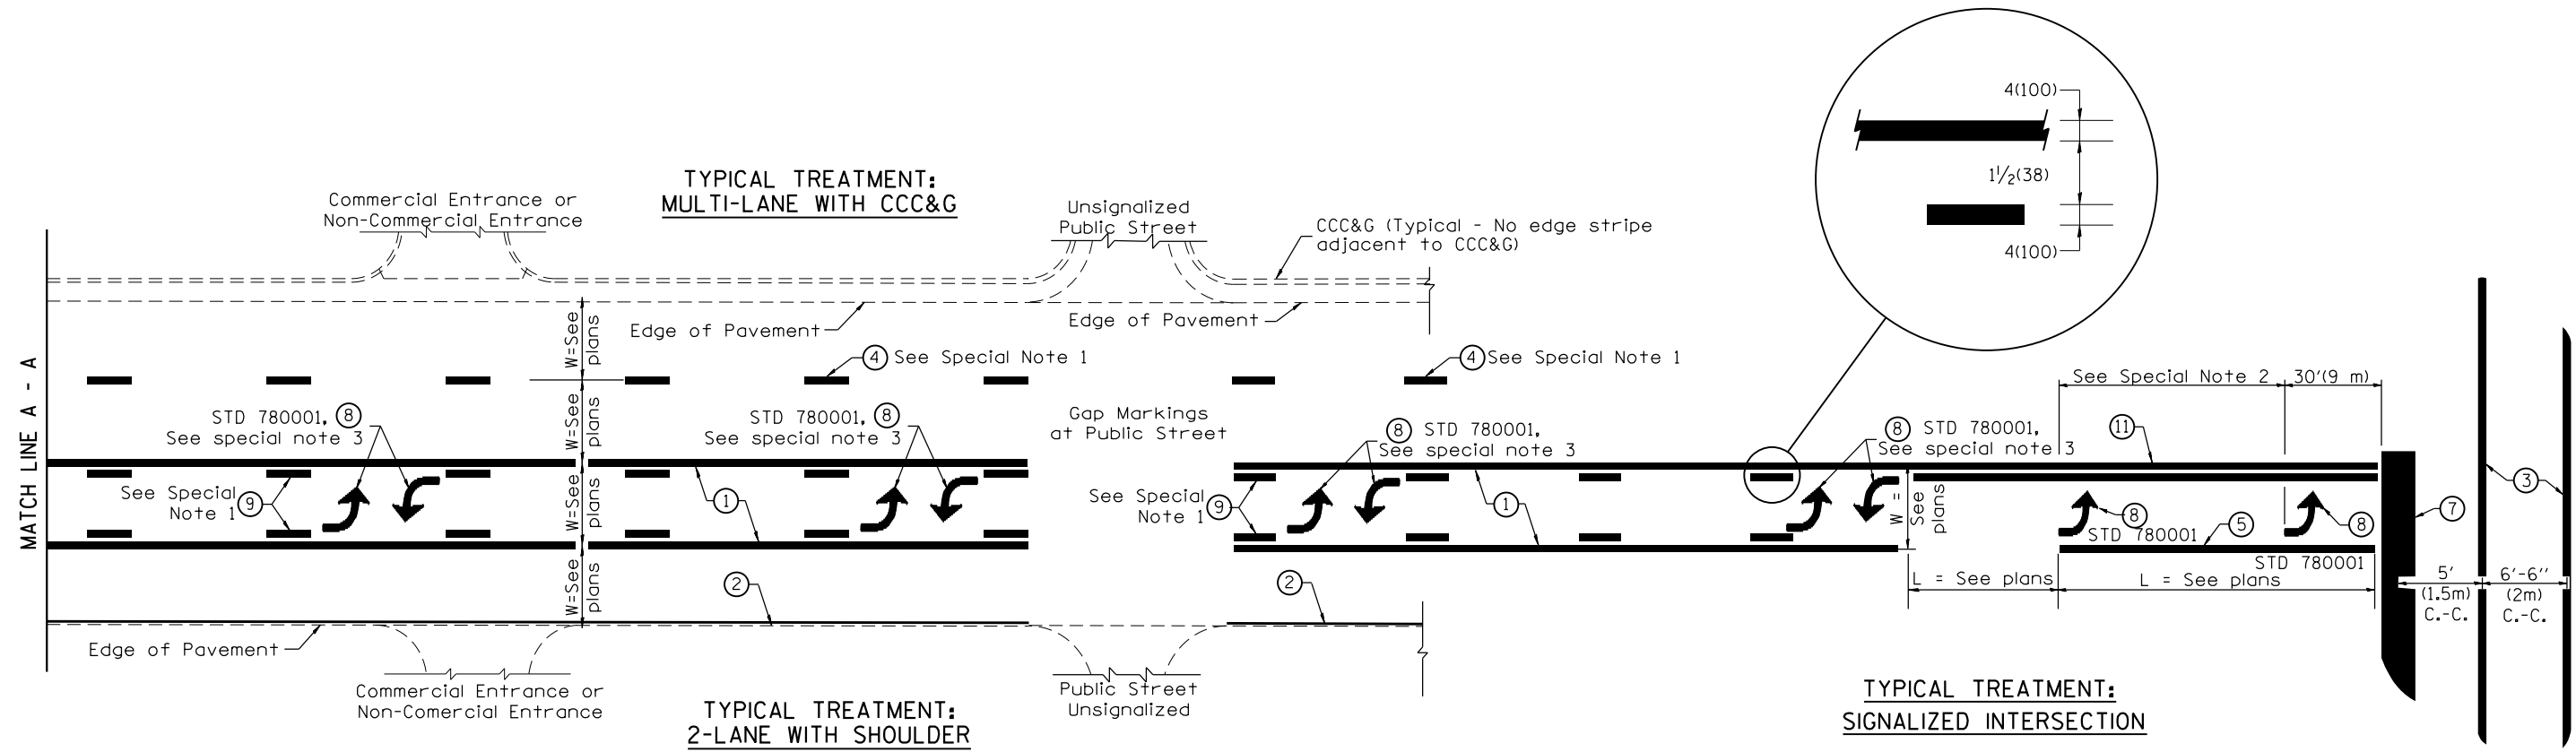 TYPICAL TREATMENT:
MULTI-LANE WITH CCC&G
Commercial Entrance or
Non-Commercial Entrance
Unsignalized
Public Street
CCC&G (Typical - No edge stripe
adjacent to CCC&G)
4(100)
1½(38)
4(100)
Edge of Pavement
Edge of Pavement
W=See
plans
W=See
plans
W=See
plans
W=See
plans
MATCH LINE A - A
4 See Special Note 1
4 See Special Note 1
STD 780001, 8
See special note 3
STD 780001, 8
See special note 3
Gap Markings
at Public Street
8 STD 780001,
See special note 3
8 STD 780001,
See special note 3
See Special Note 2
30'(9 m)
11
3
See Special
Note 1
9
1
See Special
Note 1
9
1
W =
See
plans
8
STD 780001
5
8
STD 780001
7
2
2
L = See plans
L = See plans
5'
(1.5m)
C.-C.
6'-6''
(2m)
C.-C.
Edge of Pavement
Commercial Entrance or
Non-Comercial Entrance
Public Street
Unsignalized
TYPICAL TREATMENT:
2-LANE WITH SHOULDER
TYPICAL TREATMENT:
SIGNALIZED INTERSECTION